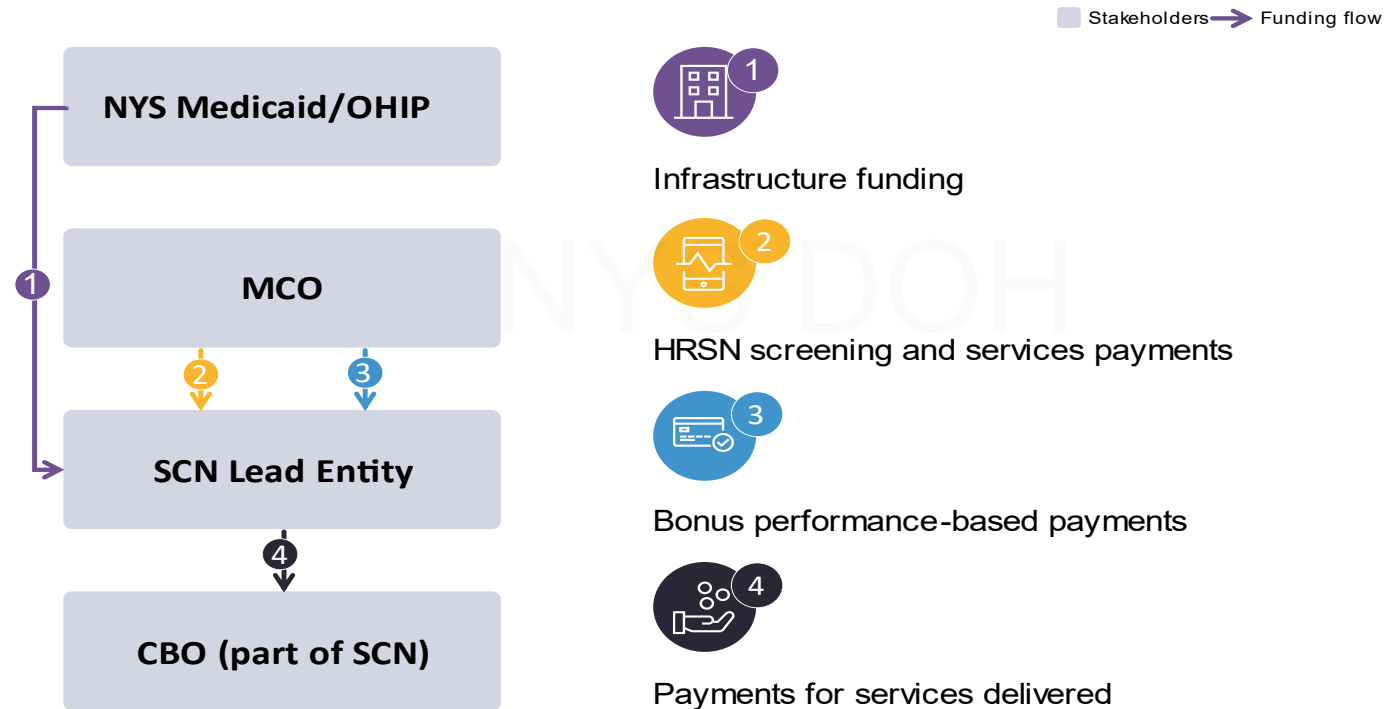 Stakeholders Funding flow
NYS Medicaid/OHIP
1
MCO
2 3
SCN Lead Entity
4
CBO (part of SCN)
1
Infrastructure funding
2
HRSN screening and services payments
3
Bonus performance-based payments
4
Payments for services delivered
NYS DOH